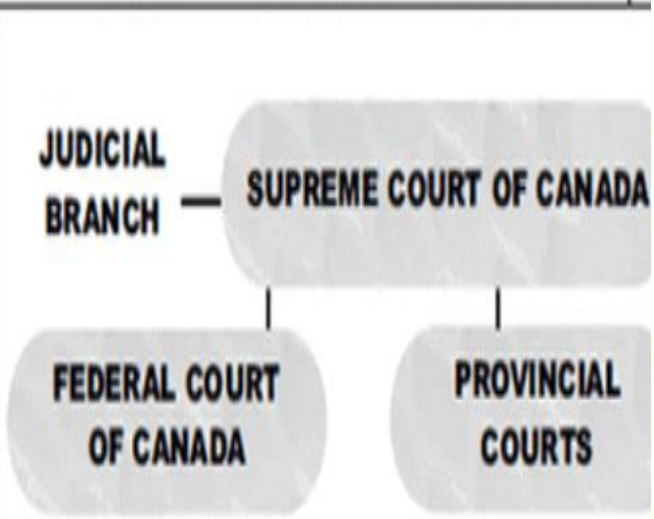 JUDICIAL
BRANCH
SUPREME COURT OF CANADA
FEDERAL COURT
OF CANADA
PROVINCIAL
COURTS